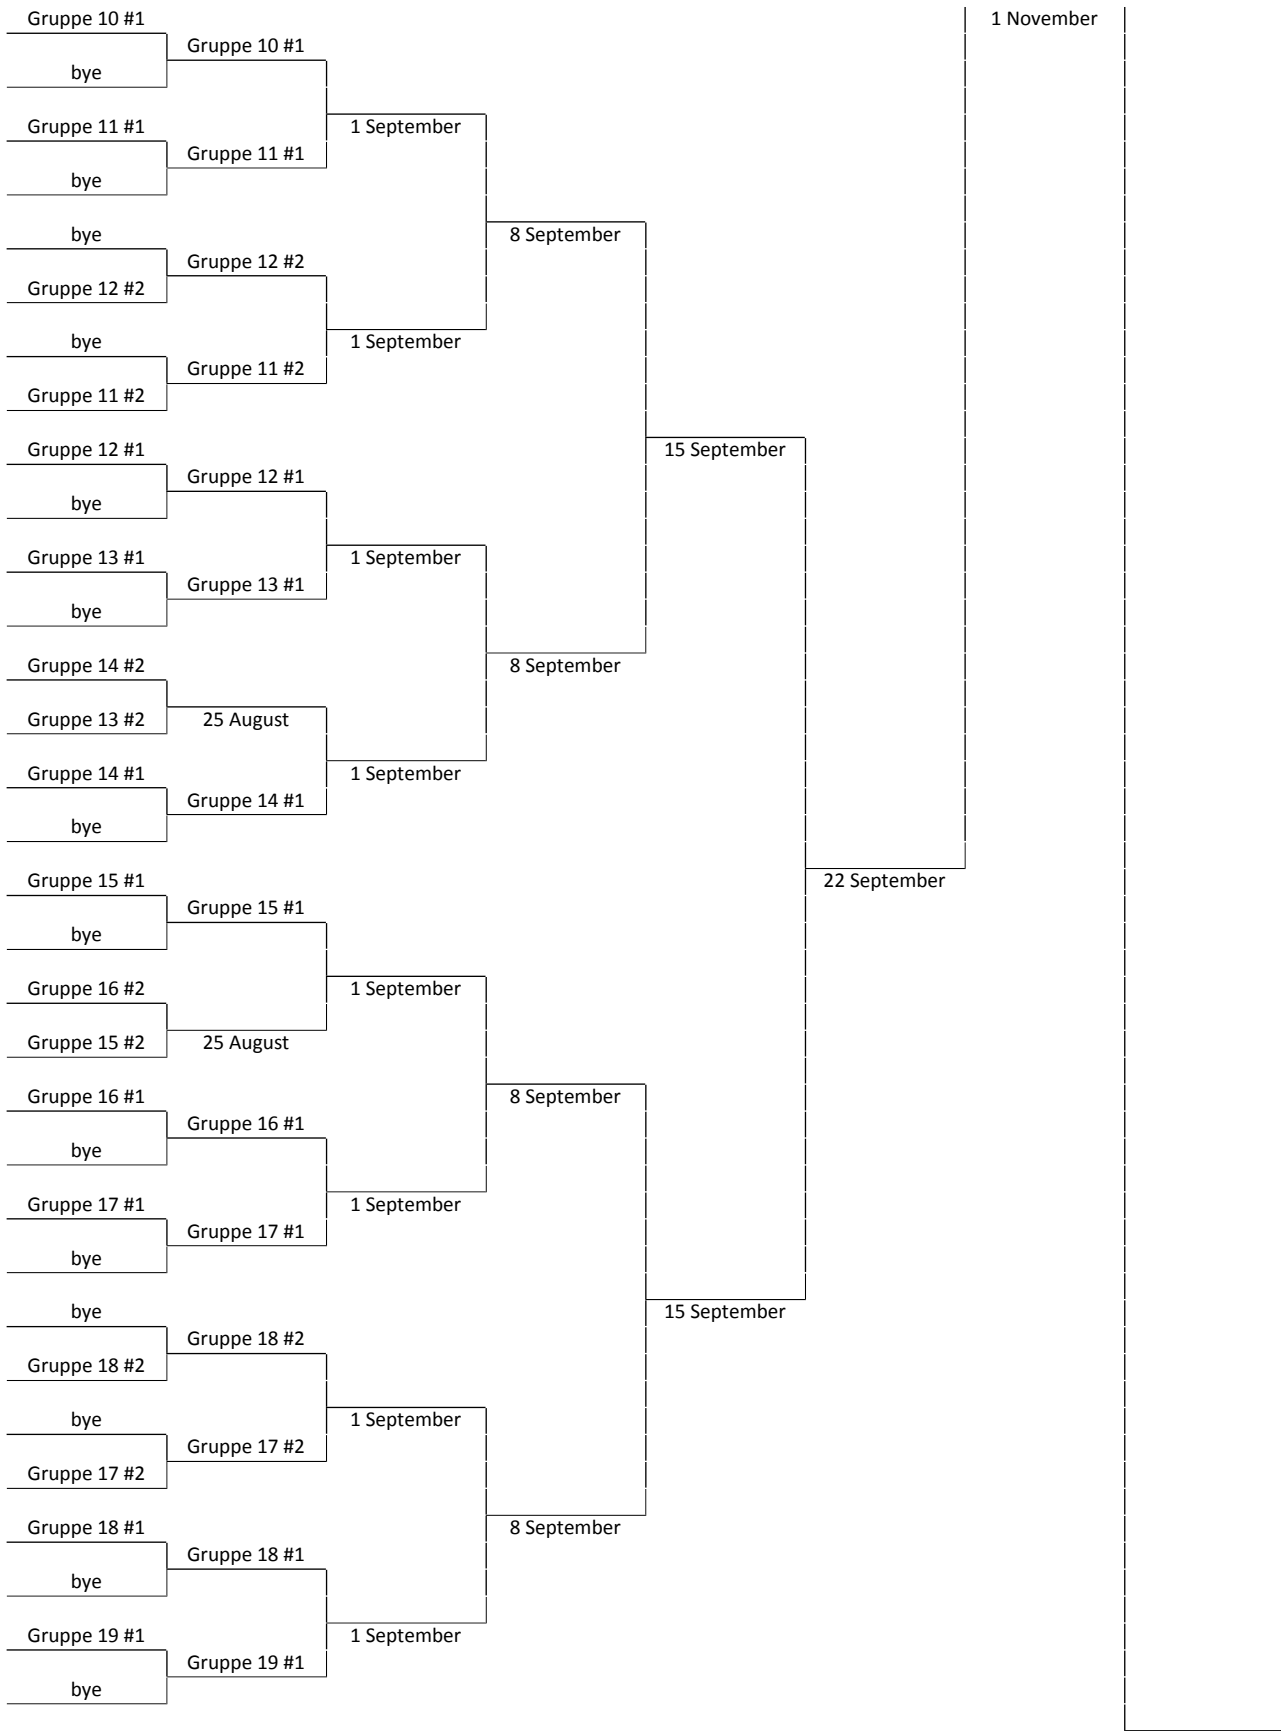 Gruppe 10 #1
1 November
Gruppe 10 #1
bye
Gruppe 11 #1
1 September
Gruppe 11 #1
bye
bye
8 September
Gruppe 12 #2
Gruppe 12 #2
bye
1 September
Gruppe 11 #2
Gruppe 11 #2
Gruppe 12 #1
15 September
Gruppe 12 #1
bye
Gruppe 13 #1
1 September
Gruppe 13 #1
bye
Gruppe 14 #2
8 September
Gruppe 13 #2
25 August
Gruppe 14 #1
1 September
Gruppe 14 #1
bye
Gruppe 15 #1
22 September
Gruppe 15 #1
bye
Gruppe 16 #2
1 September
Gruppe 15 #2
25 August
Gruppe 16 #1
8 September
Gruppe 16 #1
bye
Gruppe 17 #1
1 September
Gruppe 17 #1
bye
bye
15 September
Gruppe 18 #2
Gruppe 18 #2
bye
1 September
Gruppe 17 #2
Gruppe 17 #2
Gruppe 18 #1
8 September
Gruppe 18 #1
bye
Gruppe 19 #1
1 September
Gruppe 19 #1
bye